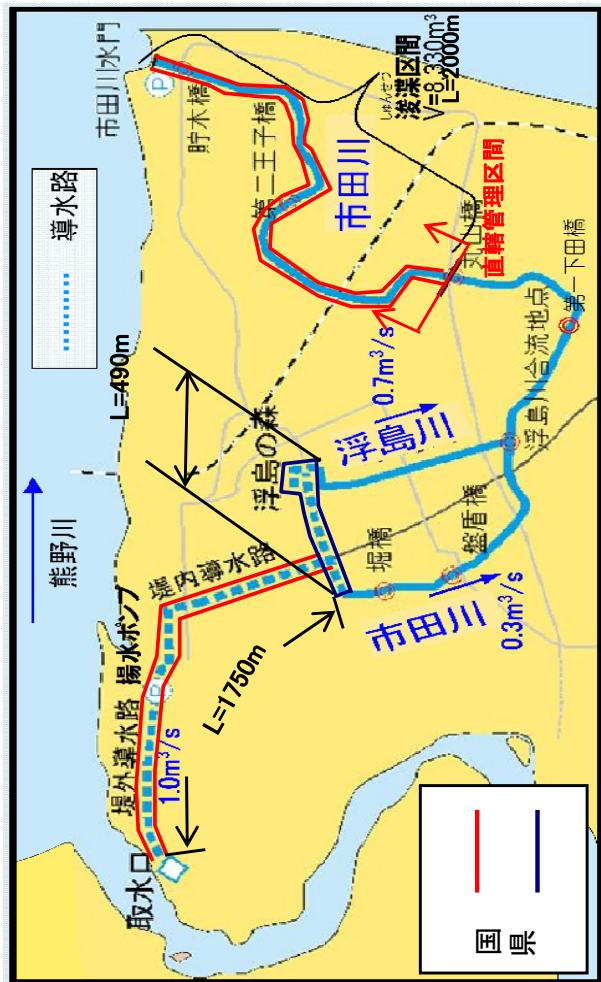 熊野川
導水路
市田川水門
P
貯木橋
第二王子橋
市田川
しゅんせつ
浚渫区間
V=8,330m³
L=2000m
直轄管理区間
丸山橋
第一下田橋
浮島川合流地点
0.7m³/s
浮島川
L=490m
浮島の森
堤内導水路
揚水ポンプ
P
堤外導水路
1.0m³/s
取水口
L=1750m
堀橋
盤盾橋
市田川
0.3m³/s
国
県